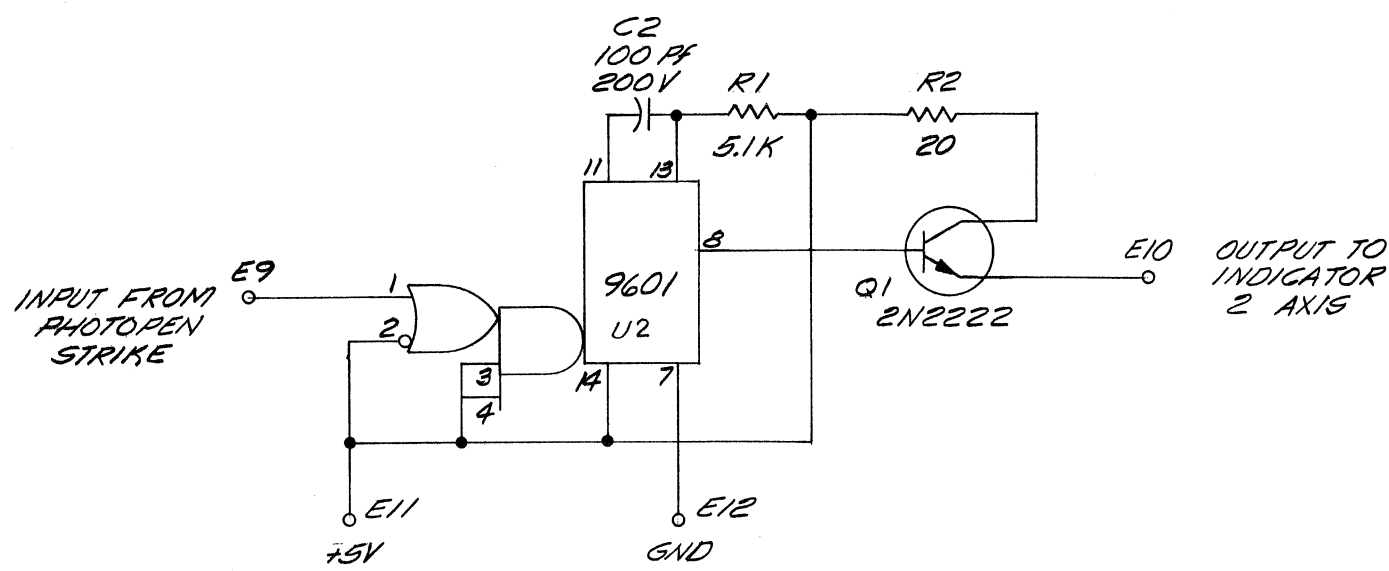 C2
100 Pf
200V
R1
5.1K
R2
20
11
13
8
9601
U2
E9
INPUT FROM
PHOTOPEN
STRIKE
1
2
3
4
14
7
Q1
2N2222
E10
OUTPUT TO
INDICATOR
2 AXIS
E11
+5V
E12
GND